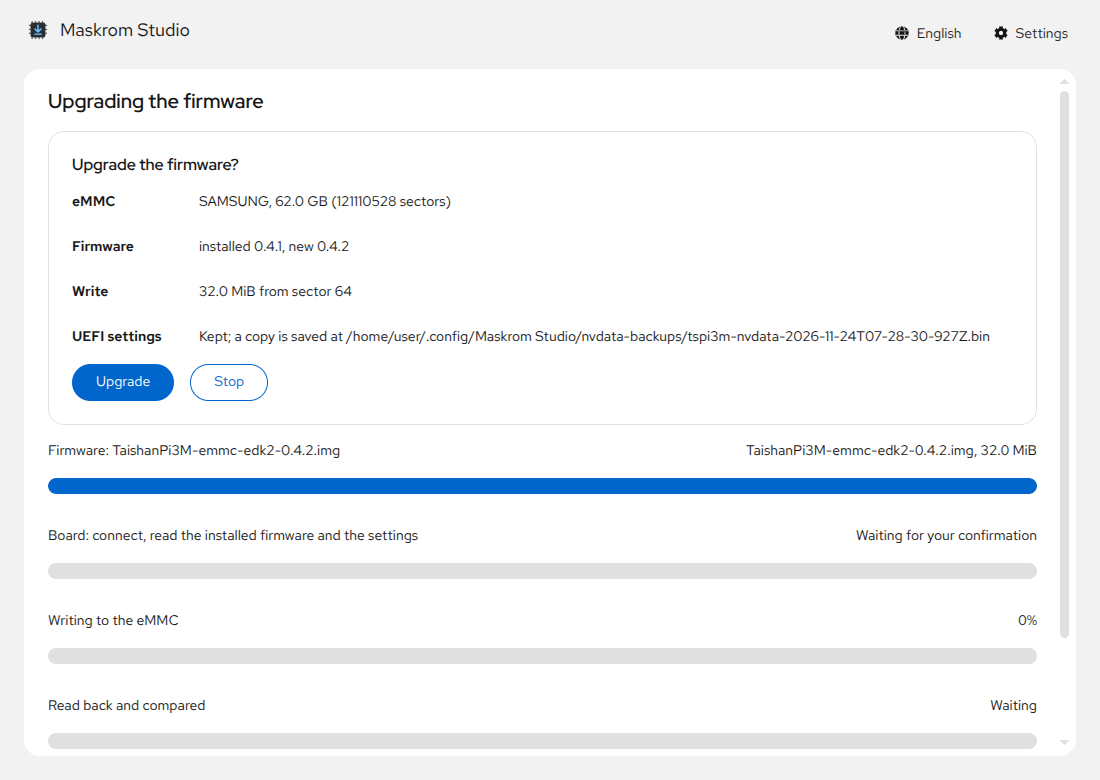 Maskrom Studio
English
Settings
Upgrading the firmware
Upgrade the firmware?
eMMC SAMSUNG, 62.0 GB (121110528 sectors)
Firmware installed 0.4.1, new 0.4.2
Write 32.0 MiB from sector 64
UEFI settings Kept; a copy is saved at /home/user/.config/Maskrom Studio/nvdata-backups/tspi3m-nvdata-2026-11-24T07-28-30-927Z.bin
Upgrade Stop
Firmware: TaishanPi3M-emmc-edk2-0.4.2.img TaishanPi3M-emmc-edk2-0.4.2.img, 32.0 MiB
Board: connect, read the installed firmware and the settings Waiting for your confirmation
Writing to the eMMC 0%
Read back and compared Waiting